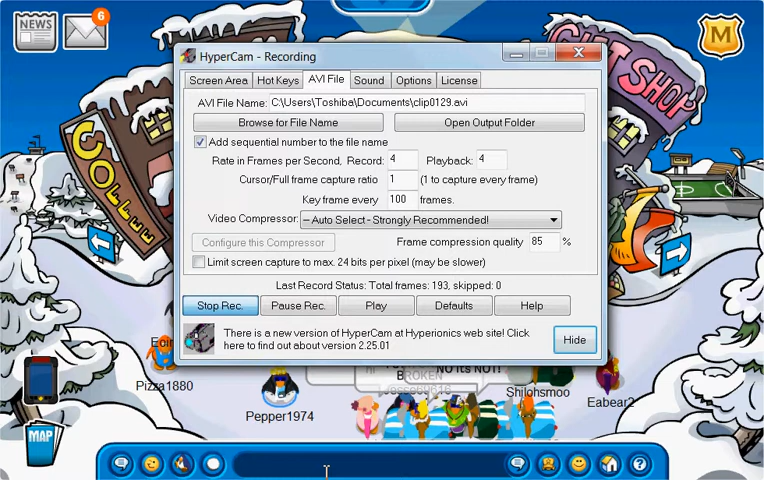 NEWS
6
M
COFFEE
GIFT SHOP
HyperCam - Recording
Screen Area
Hot Keys
AVI File
Sound
Options
License
AVI File Name: C:\Users\Toshiba\Documents\clip0129.avi
Browse for File Name
Open Output Folder
Add sequential number to the file name
Rate in Frames per Second, Record: 4 Playback: 4
Cursor/Full frame capture ratio 1 (1 to capture every frame)
Key frame every 100 frames.
Video Compressor: -- Auto Select - Strongly Recommended!
Configure this Compressor
Frame compression quality 85 %
Limit screen capture to max. 24 bits per pixel (may be slower)
Last Record Status: Total frames: 193, skipped: 0
Stop Rec.
Pause Rec.
Play
Defaults
Help
There is a new version of HyperCam at Hyperionics web site! Click
here to find out about version 2.25.01
Hide
NO its NOT!
BROKEN
Pizza1880
Pepper1974
Shilohsmoo
Eabear2
MAP
?